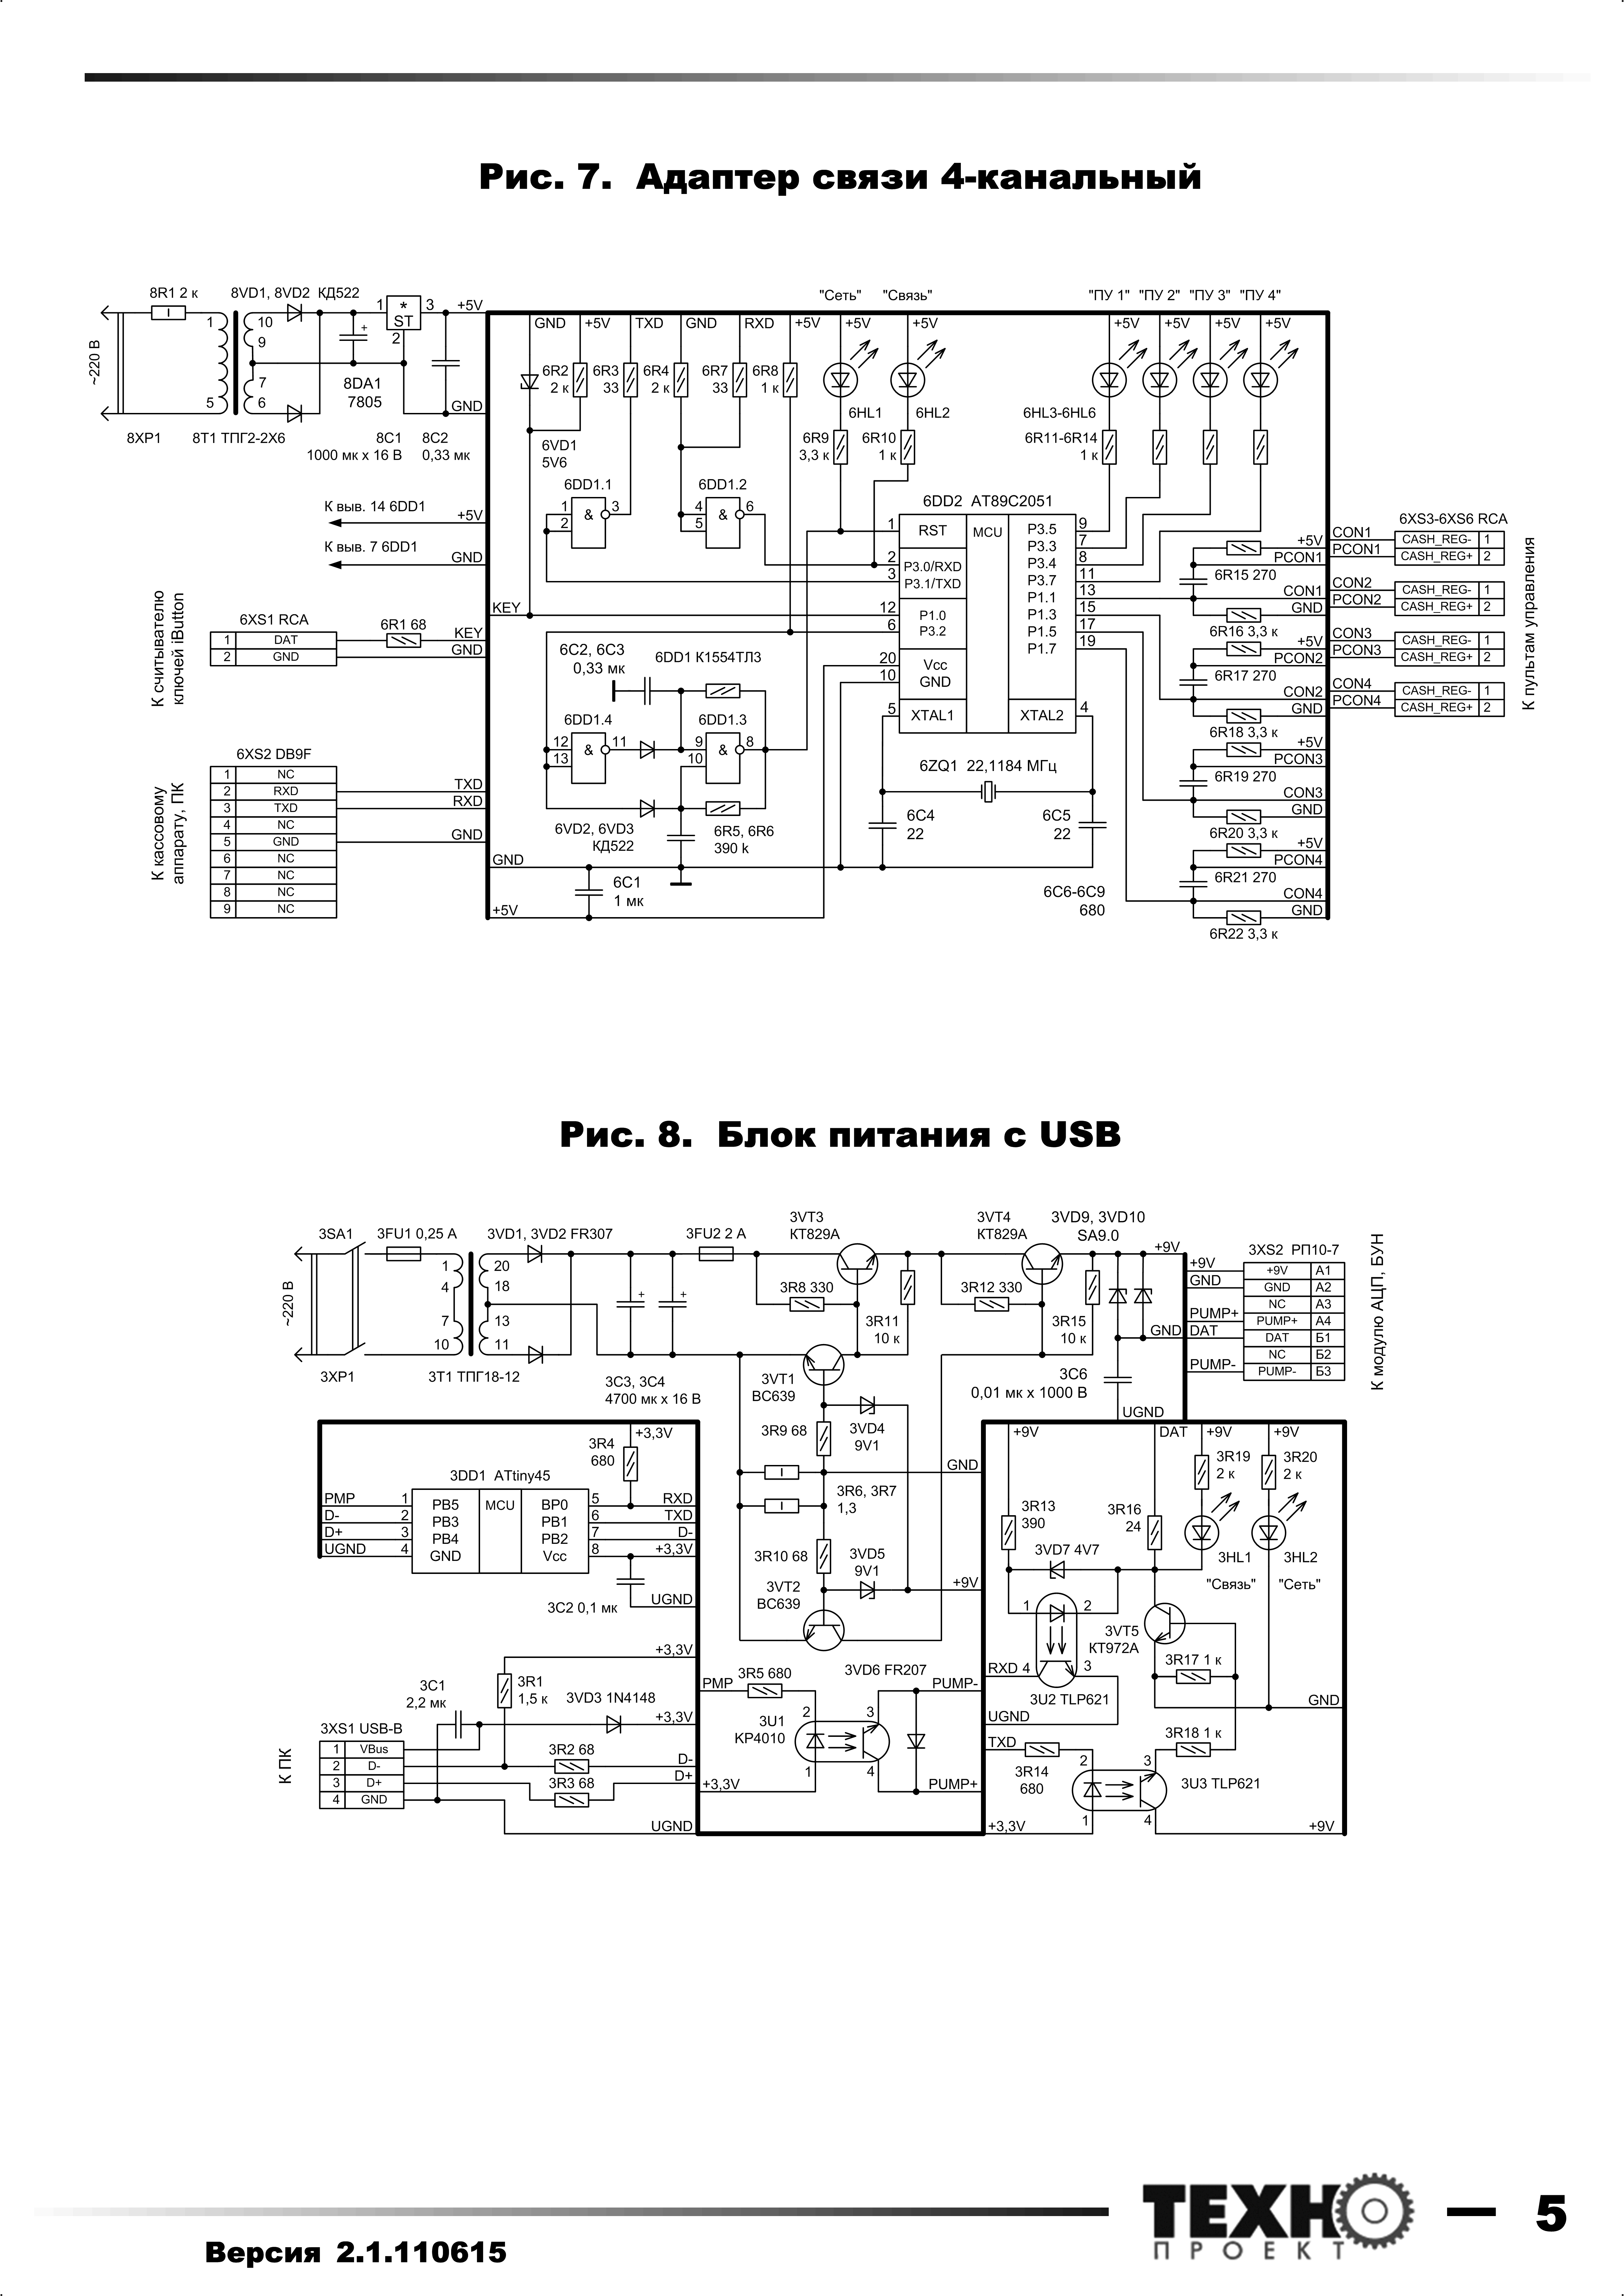 Рис. 7. Адаптер связи 4-канальный
8R1 2 к
8VD1, 8VD2 КД522
1
*
ST
3
+5V
2
~220 В
1
5
10
9
7
6
8DA1
7805
GND
8XP1
8T1 ТПГ2-2Х6
8C1
1000 мк x 16 В
8C2
0,33 мк
"Сеть"
"Связь"
"ПУ 1"
"ПУ 2"
"ПУ 3"
"ПУ 4"
GND
+5V
TXD
GND
RXD
+5V
+5V
+5V
+5V
+5V
+5V
+5V
6R2
2 к
6R3
33
6R4
2 к
6R7
33
6R8
1 к
6HL1
6HL2
6HL3-6HL6
6R9
3,3 к
6R10
1 к
6R11-6R14
1 к
6VD1
5V6
6DD1.1
1
2
&
3
6DD1.2
4
5
&
6
К выв. 14 6DD1
+5V
К выв. 7 6DD1
GND
6DD2 AT89C2051
1
RST
MCU
P3.5
9
P3.3
7
2
P3.0/RXD
P3.4
8
3
P3.1/TXD
P3.7
11
P1.1
13
12
P1.0
P1.3
15
6
P3.2
P1.5
17
P1.7
19
20
Vcc
10
GND
5
XTAL1
XTAL2
4
6XS3-6XS6 RCA
CON1
CASH_REG-
1
PCON1
CASH_REG+
2
CON2
CASH_REG-
1
PCON2
CASH_REG+
2
CON3
CASH_REG-
1
PCON3
CASH_REG+
2
CON4
CASH_REG-
1
PCON4
CASH_REG+
2
К пультам управления
+5V
PCON1
6R15 270
CON1
GND
6R16 3,3 к
+5V
PCON2
6R17 270
CON2
GND
6R18 3,3 к
+5V
PCON3
6R19 270
CON3
GND
6R20 3,3 к
+5V
PCON4
6R21 270
CON4
GND
6R22 3,3 к
К считывателю
ключей iButton
6XS1 RCA
1
DAT
2
GND
6R1 68
KEY
KEY
GND
6C2, 6C3
0,33 мк
6DD1 К1554ТЛ3
6DD1.4
12
13
&
11
6DD1.3
9
10
&
8
6VD2, 6VD3
КД522
6R5, 6R6
390 k
6ZQ1 22,1184 МГц
6C4
22
6C5
22
К кассовому
аппарату, ПК
6XS2 DB9F
1
NC
2
RXD
TXD
3
TXD
RXD
4
NC
5
GND
GND
6
NC
7
NC
8
NC
9
NC
GND
6C1
1 мк
+5V
6C6-6C9
680
Рис. 8. Блок питания с USB
3SA1
3FU1 0,25 А
3VD1, 3VD2 FR307
3FU2 2 А
3VT3
КТ829А
3VT4
КТ829А
3VD9, 3VD10
SA9.0
+9V
~220 В
1
4
7
10
20
18
13
11
+
+
3R8 330
3R11
10 к
3R12 330
3R15
10 к
3XS2 РП10-7
+9V
+9V
А1
GND
GND
А2
NC
А3
PUMP+
PUMP+
А4
GND
DAT
DAT
Б1
NC
Б2
PUMP-
PUMP-
Б3
К модулю АЦП, БУН
3XP1
3T1 ТПГ18-12
3C3, 3C4
4700 мк x 16 В
3VT1
BC639
3C6
0,01 мк x 1000 В
UGND
3R9 68
3VD4
9V1
GND
3R6, 3R7
1,3
3R10 68
3VD5
9V1
3VT2
BC639
+9V
+3,3V
3R4
680
3DD1 ATtiny45
PMP
1
PB5
MCU
BP0
5
RXD
D-
2
PB3
PB1
6
TXD
D+
3
PB4
PB2
7
D-
UGND
4
GND
Vcc
8
+3,3V
3C2 0,1 мк
UGND
+9V
DAT
+9V
+9V
3R19
2 к
3R20
2 к
3R13
390
3R16
24
3VD7 4V7
3HL1
3HL2
"Связь"
"Сеть"
1
2
3VT5
КТ972А
RXD
4
3
3R17 1 к
3U2 TLP621
GND
UGND
+3,3V
3C1
2,2 мк
3R1
1,5 к
3VD3 1N4148
+3,3V
К ПК
3XS1 USB-B
1
VBus
2
D-
3
D+
4
GND
3R2 68
3R3 68
D-
D+
UGND
PMP
3R5 680
3VD6 FR207
PUMP-
3U1
KP4010
2
3
1
4
+3,3V
PUMP+
TXD
3R14
680
3R18 1 к
2
3
3U3 TLP621
1
4
+3,3V
+9V
ТЕХНО
ПРОЕКТ
5
Версия 2.1.110615